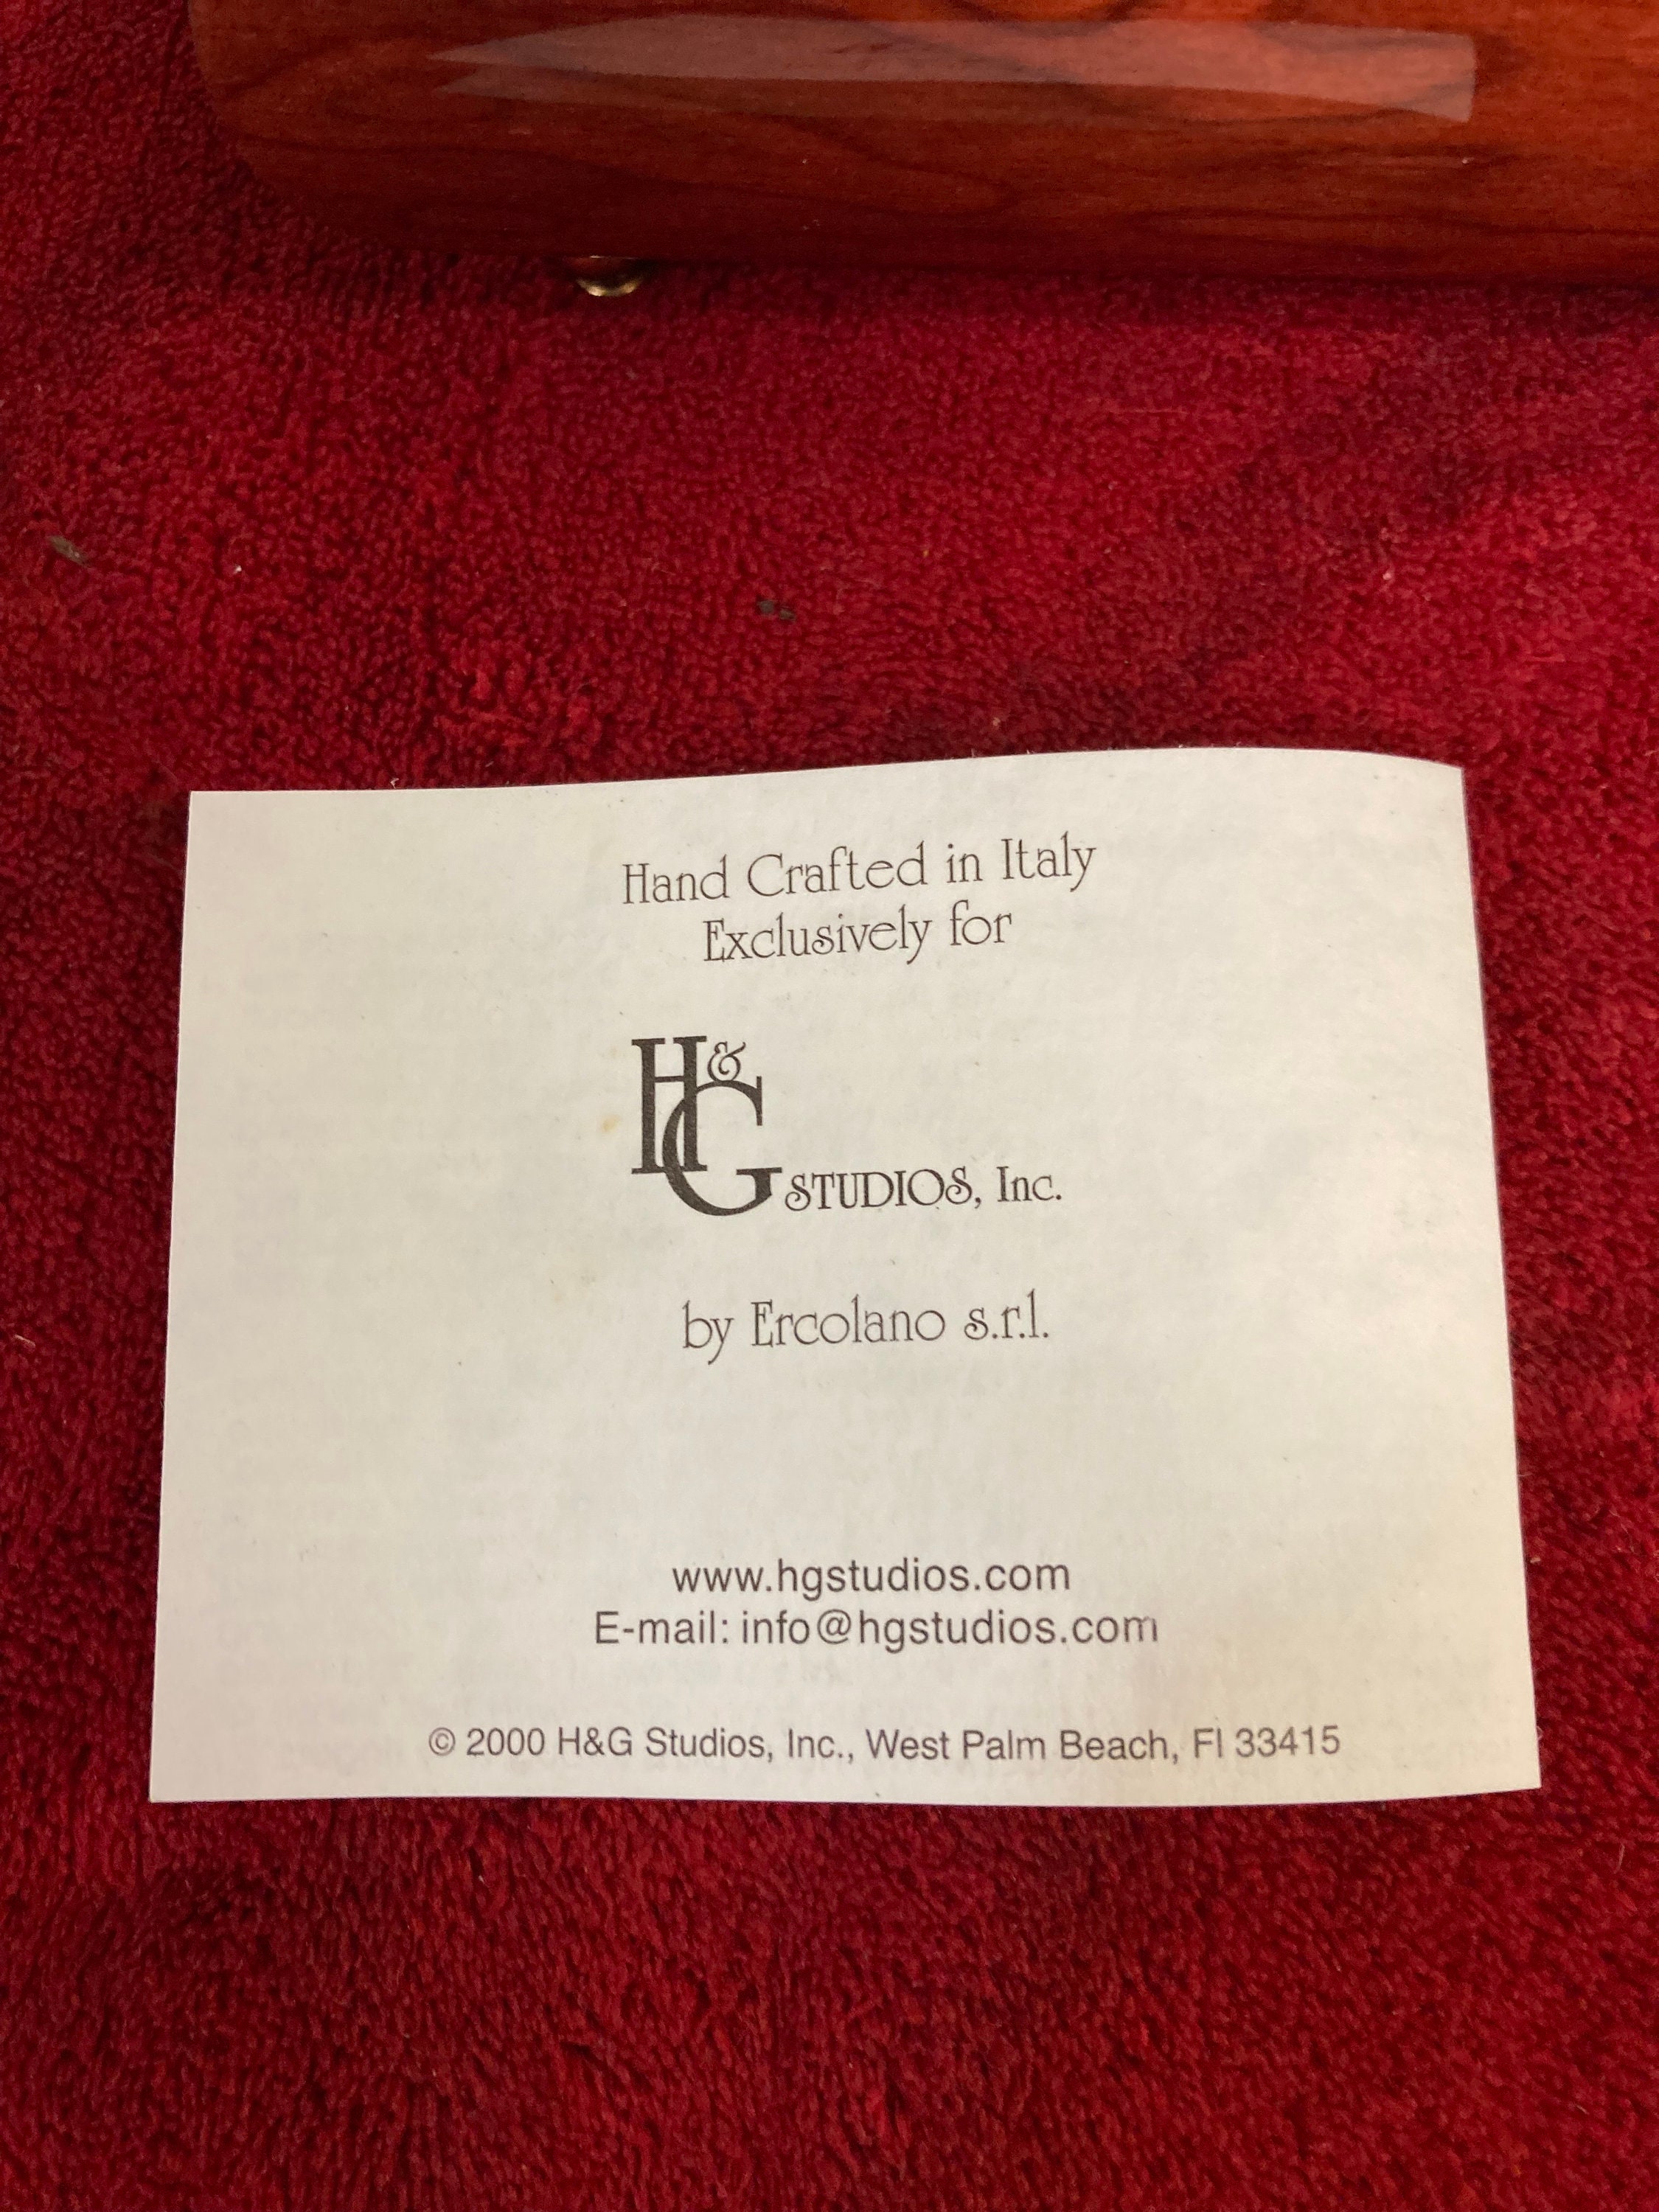 Hand Crafted in Italy
Exclusively for
H&G STUDIOS, Inc.
by Ercolano s.r.l.
www.hgstudios.com
E-mail: info@hgstudios.com
© 2000 H&G Studios, Inc., West Palm Beach, Fl 33415